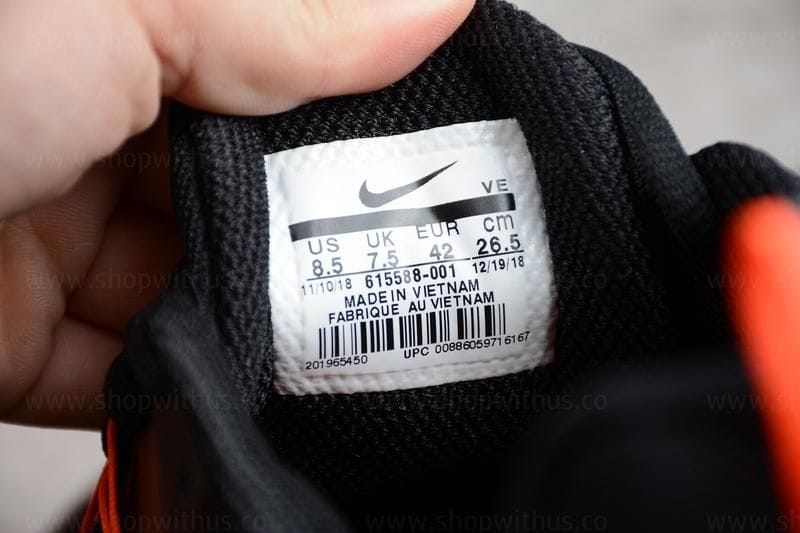 VE
US UK EUR cm
8.5 7.5 42 26.5
11/10/18 615588-001 12/19/18
MADE IN VIETNAM
FABRIQUE AU VIETNAM
201965450 UPC 00886059716167
www.shopwithus.co